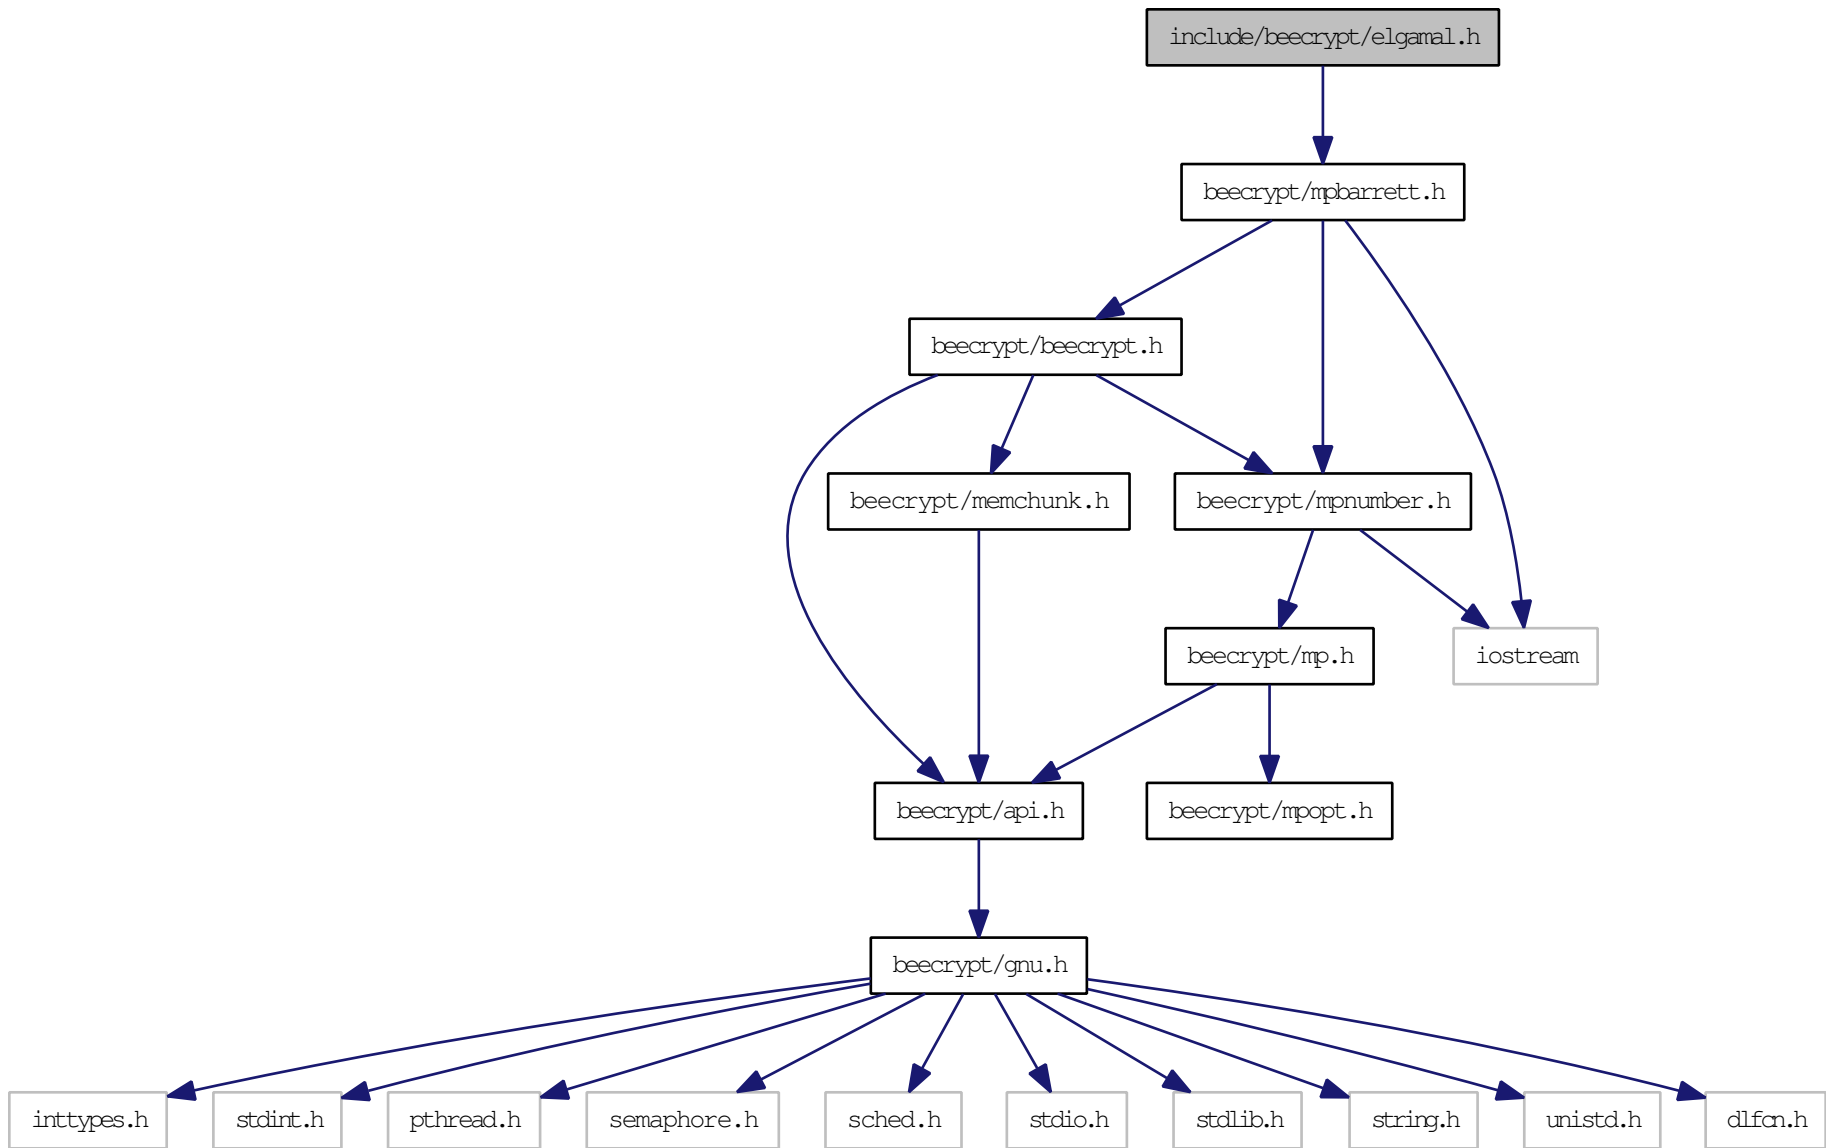 include/beecrypt/elgamal.h
beecrypt/mpbarrett.h
beecrypt/beecrypt.h
beecrypt/memchunk.h
beecrypt/mpnumber.h
beecrypt/mp.h
iostream
beecrypt/api.h
beecrypt/mpopt.h
beecrypt/gnu.h
inttypes.h
stdint.h
pthread.h
semaphore.h
sched.h
stdio.h
stdlib.h
string.h
unistd.h
dlfcn.h